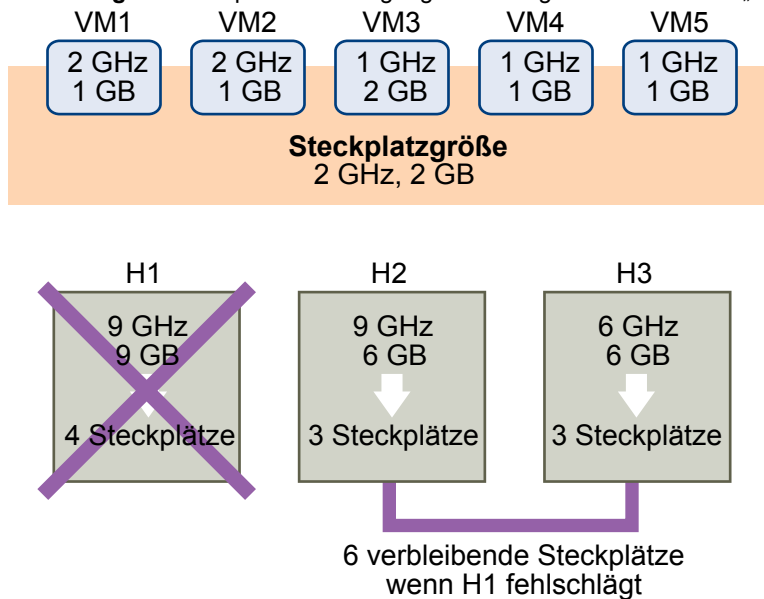 VM1 VM2 VM3 VM4 VM5
2 GHz 2 GHz 1 GHz 1 GHz 1 GHz
1 GB 1 GB 2 GB 1 GB 1 GB
Steckplatzgröße
2 GHz, 2 GB
H1 H2 H3
9 GHz 9 GHz 6 GHz
9 GB 6 GB 6 GB
4 Steckplätze 3 Steckplätze 3 Steckplätze
6 verbleibende Steckplätze
wenn H1 fehlschlägt